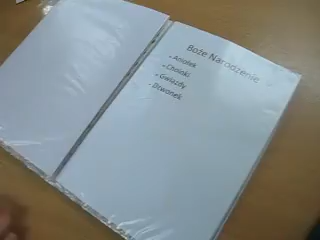 Boże Narodzenie
- Aniołek
- Choinki
- Gwiazdy
- Dzwonek